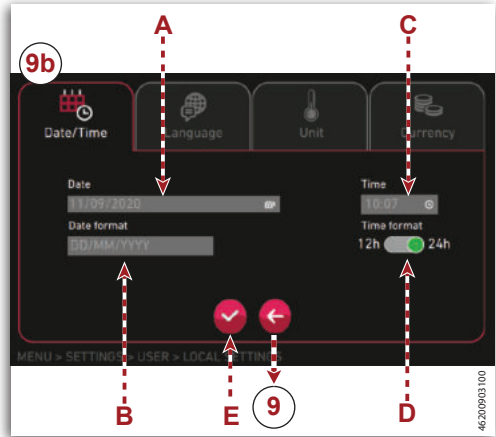 A
C
9b
Date/Time
Language
Unit
Currency
Date
11/09/2020
Date format
DD/MM/YYYY
Time
10:07
Time format
12h 24h
MENU > SETTINGS > USER > LOCAL SETTINGS
B
E
9
D
46200903100